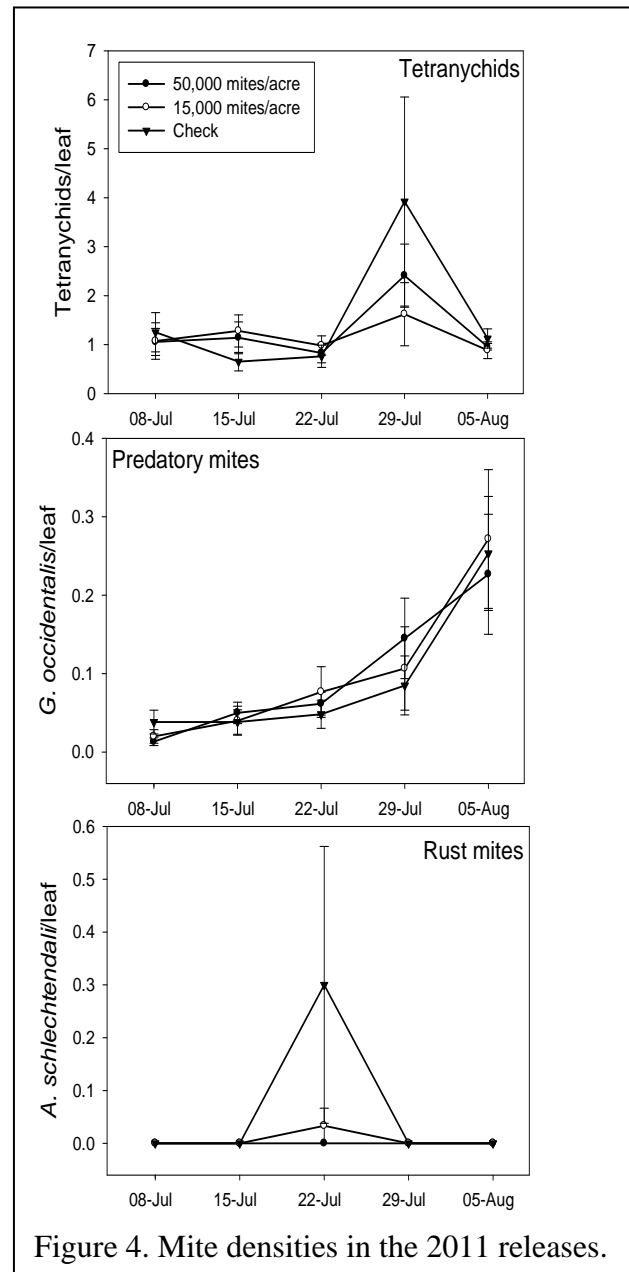 7
6
5
4
3
2
1
0
Tetranychids/leaf
Tetranychids
50,000 mites/acre
15,000 mites/acre
Check
08-Jul 15-Jul 22-Jul 29-Jul 05-Aug
0.4
0.3
0.2
0.1
0.0
G. occidentalis/leaf
Predatory mites
08-Jul 15-Jul 22-Jul 29-Jul 05-Aug
0.6
0.5
0.4
0.3
0.2
0.1
0.0
A. schlechtendali/leaf
Rust mites
08-Jul 15-Jul 22-Jul 29-Jul 05-Aug
Figure 4. Mite densities in the 2011 releases.